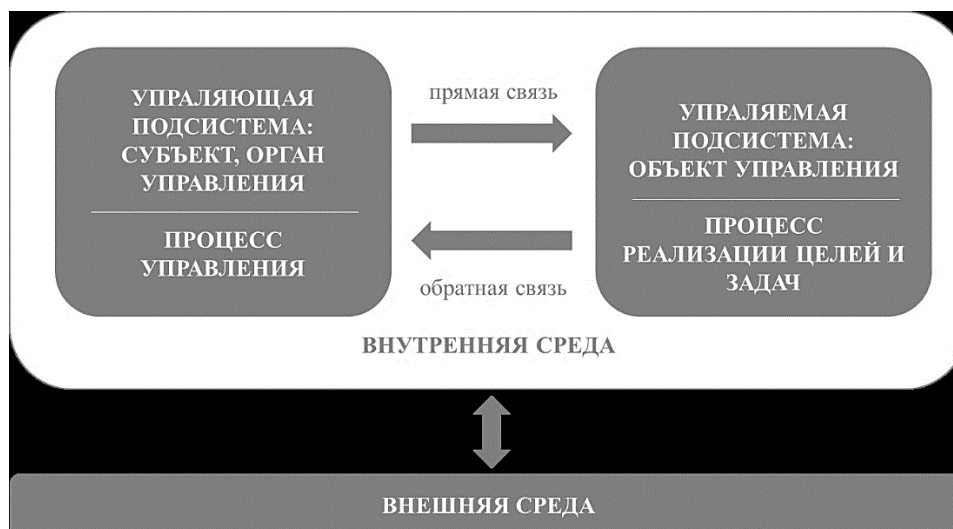 УПРАЛЯЮЩАЯ
ПОДСИСТЕМА:
СУБЪЕКТ, ОРГАН
УПРАВЛЕНИЯ
ПРОЦЕСС
УПРАВЛЕНИЯ
прямая связь
обратная связь
УПРАЛЯЕМАЯ
ПОДСИСТЕМА:
ОБЪЕКТ УПРАВЛЕНИЯ
ПРОЦЕСС
РЕАЛИЗАЦИИ ЦЕЛЕЙ И
ЗАДАЧ
ВНУТРЕННЯЯ СРЕДА
ВНЕШНЯЯ СРЕДА